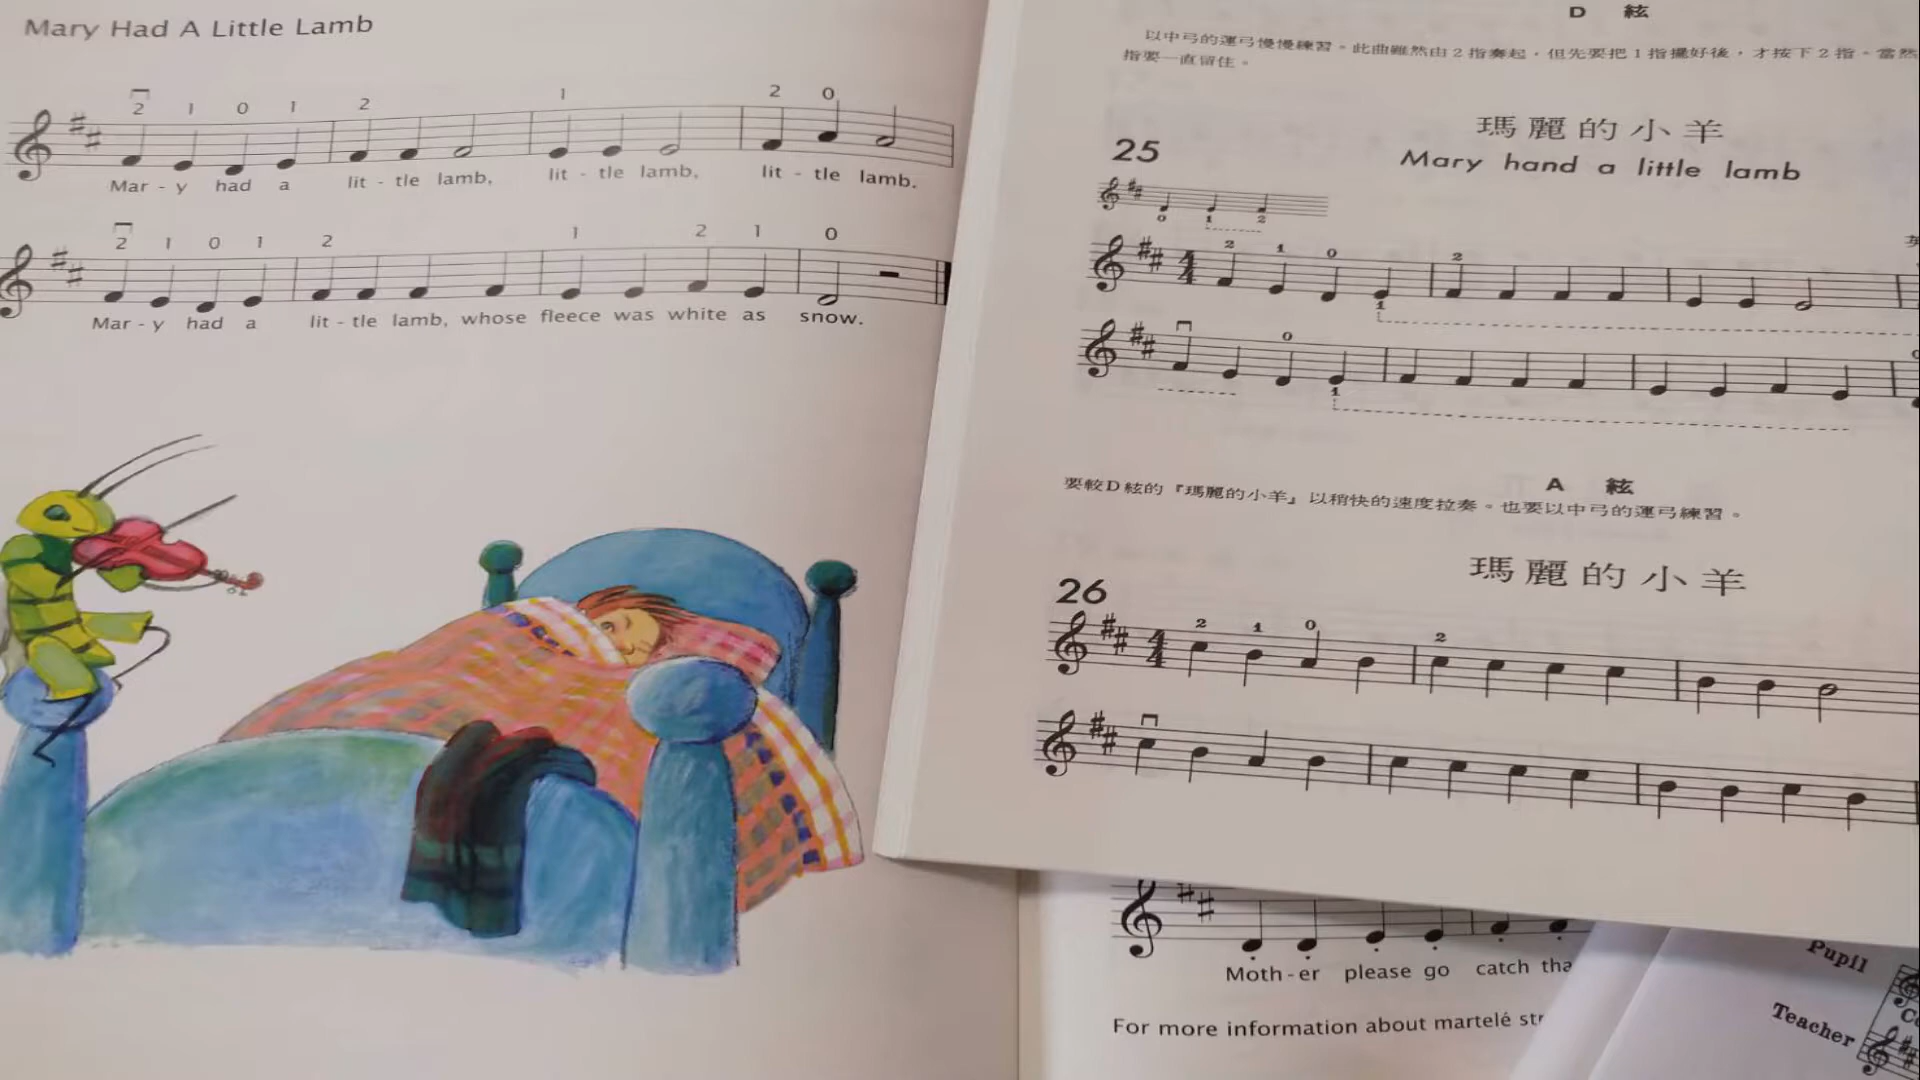 Mary Had A Little Lamb
2 1 0 1 2 1 2 0
Mar - y had a lit - tle lamb, lit - tle lamb, lit - tle lamb.
2 1 0 1 2 1 2 1 0
Mar - y had a lit - tle lamb, whose fleece was white as snow.
D 絃
以中弓的運弓慢慢練習。此曲雖然由2指奏起，但先要把1指擺好後，才按下2指。當然
指要一直留住。
瑪麗的小羊
25
Mary hand a little lamb
0 1 2
4/4 2 1 0 2
1
0
1
A 絃
要較D絃的『瑪麗的小羊』以稍快的速度拉奏。也要以中弓的運弓練習。
瑪麗的小羊
26
4/4 2 1 0 2
Moth - er please go catch tha
For more information about martelé str
Pupil
Teacher